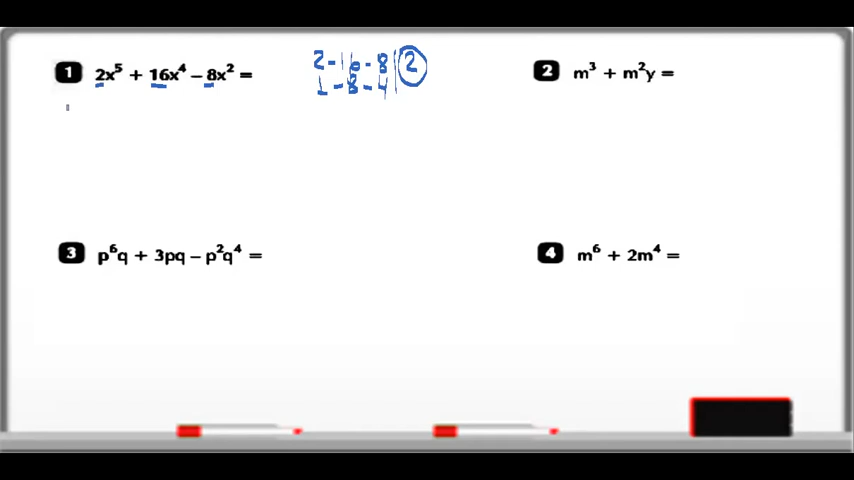 1 2x⁵ + 16x⁴ – 8x² =
2 - 16 - 8 | 2
1 - 8 - 4
2 m³ + m²y =
3 p⁶q + 3pq – p²q⁴ =
4 m⁶ + 2m⁴ =